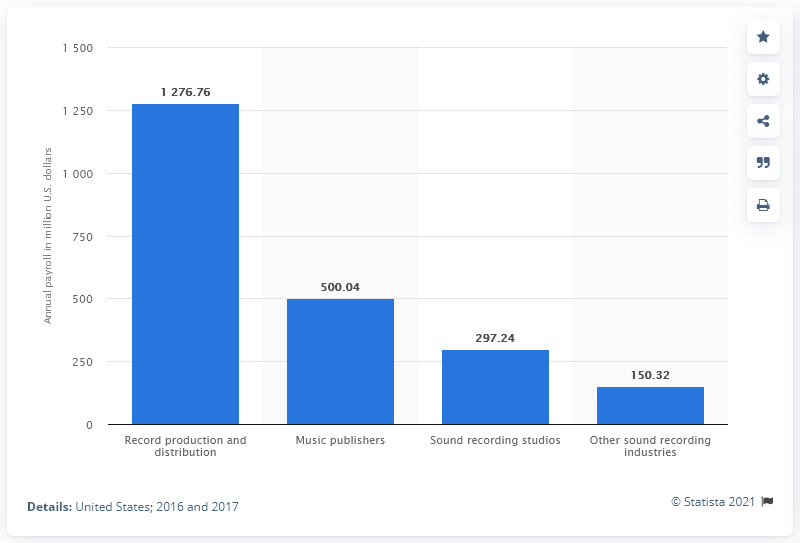 1 500
1 250
1 000
750
500
250
0
Annual payroll in million U.S. dollars
1 276.76
500.04
297.24
150.32
Record production and
distribution
Music publishers
Sound recording studios
Other sound recording
industries
Details: United States; 2016 and 2017
© Statista 2021